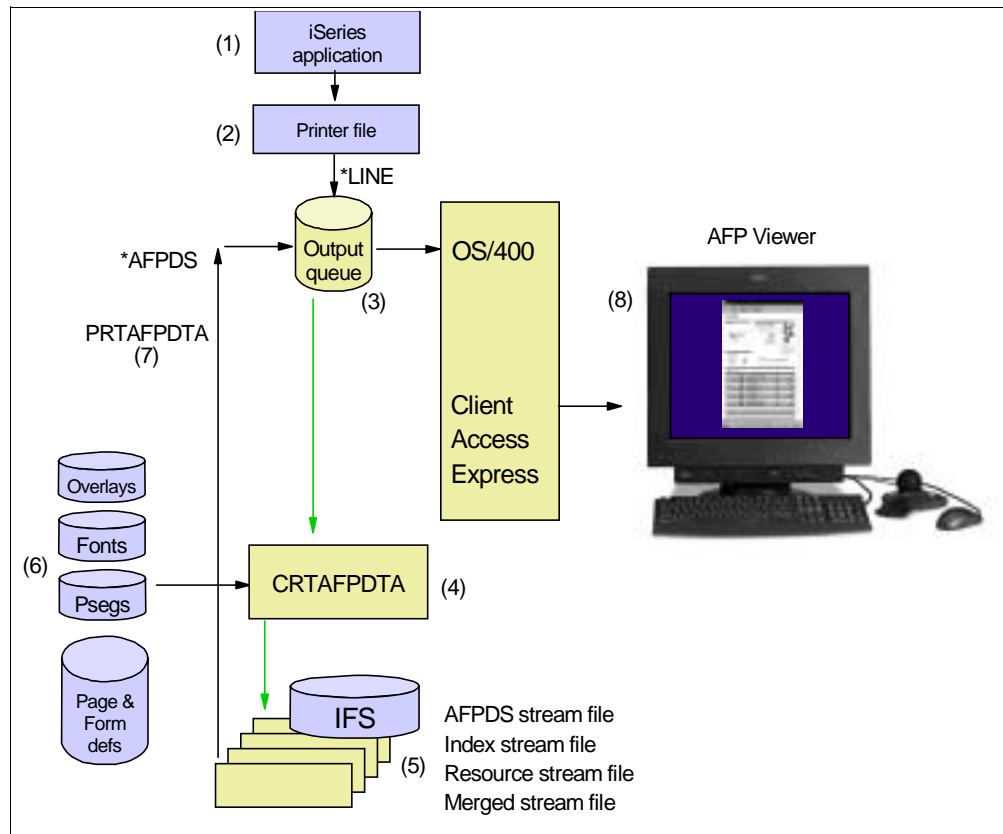 (1)
iSeries
application
(2)
Printer file
*LINE
*AFPDS
Output
queue
(3)
OS/400
AFP Viewer
(8)
PRTAFPDTA
(7)
Client
Access
Express
Overlays
Fonts
(6)
Psegs
CRTAFPDTA
(4)
Page &
Form
defs
IFS
(5)
AFPDS stream file
Index stream file
Resource stream file
Merged stream file